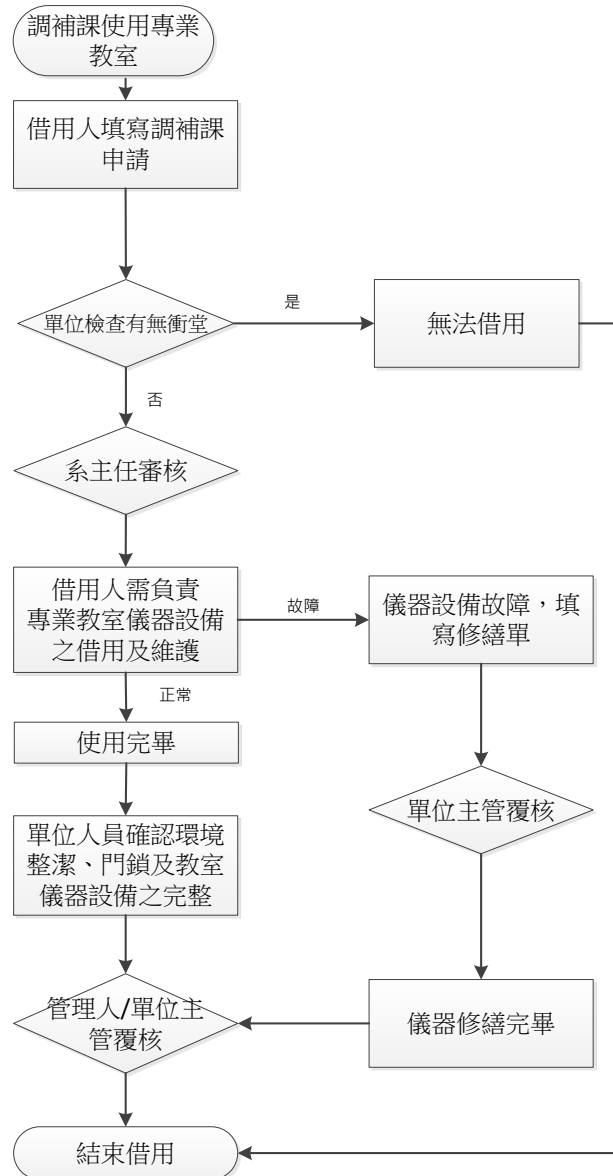 調補課使用專業
教室
借用人填寫調補課
申請
單位檢查有無衝堂
是
無法借用
否
系主任審核
借用人需負責
專業教室儀器設備
之借用及維護
故障
儀器設備故障，填
寫修繕單
正常
使用完畢
單位主管覆核
單位人員確認環境
整潔、門鎖及教室
儀器設備之完整
管理人/單位主
管覆核
儀器修繕完畢
結束借用